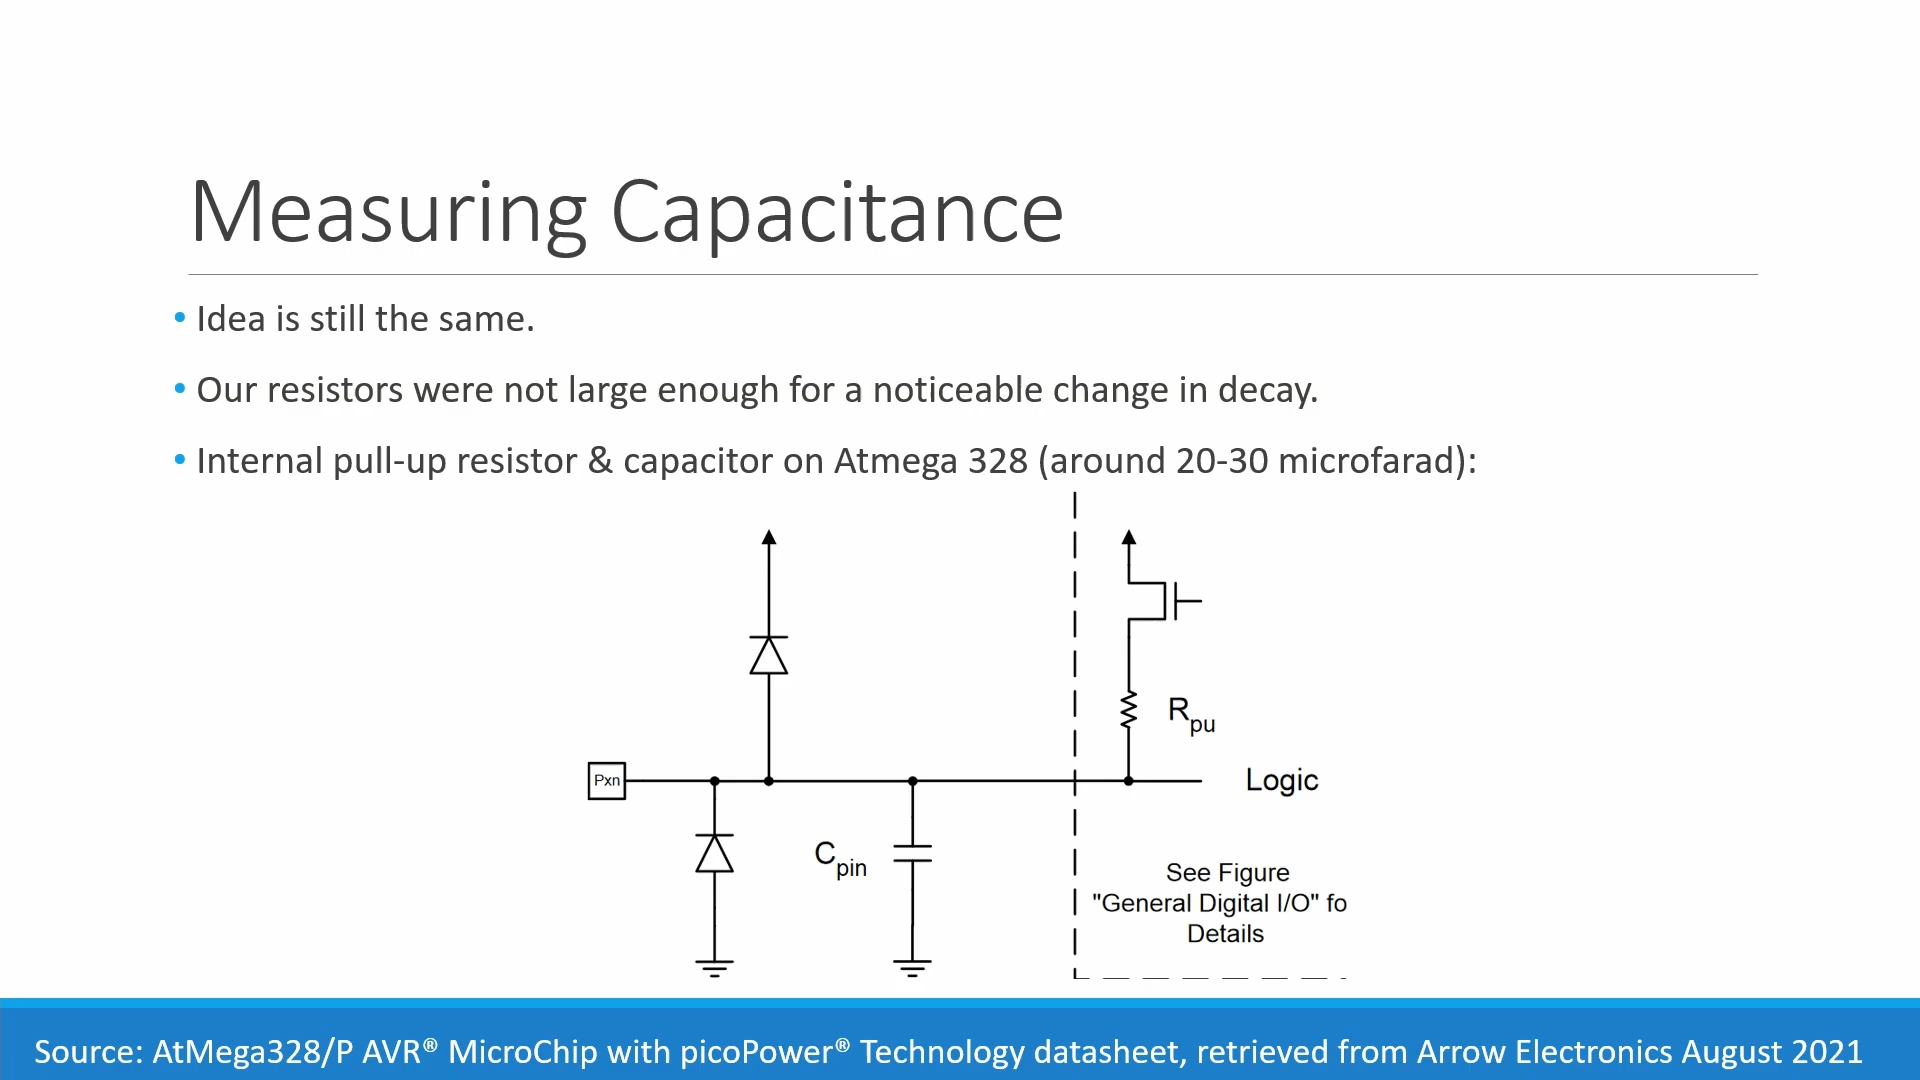 Measuring Capacitance
• Idea is still the same.
• Our resistors were not large enough for a noticeable change in decay.
• Internal pull-up resistor & capacitor on Atmega 328 (around 20-30 microfarad):
Rpu
Pxn
Logic
Cpin
See Figure
"General Digital I/O" fo
Details
Source: AtMega328/P AVR® MicroChip with picoPower® Technology datasheet, retrieved from Arrow Electronics August 2021